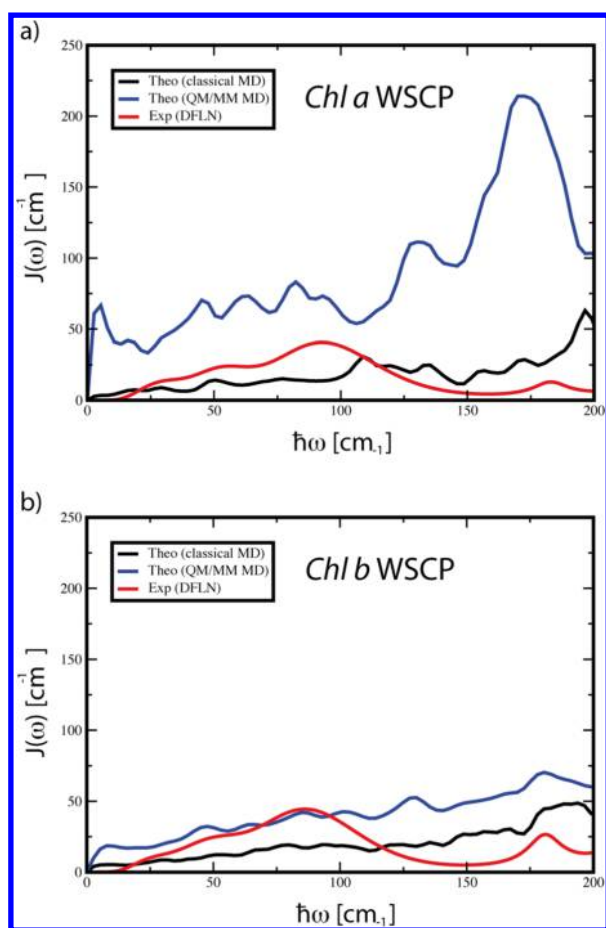 a)
250
200
150
100
50
0
J(ω) [cm⁻¹]
Theo (classical MD)
Theo (QM/MM MD)
Exp (DFLN)
Chl a WSCP
0 50 100 150 200
ħω [cm₋₁]
b)
250
200
150
100
50
0
J(ω) [cm⁻¹]
Theo (classical MD)
Theo (QM/MM MD)
Exp (DFLN)
Chl b WSCP
0 50 100 150 200
ħω [cm₋₁]